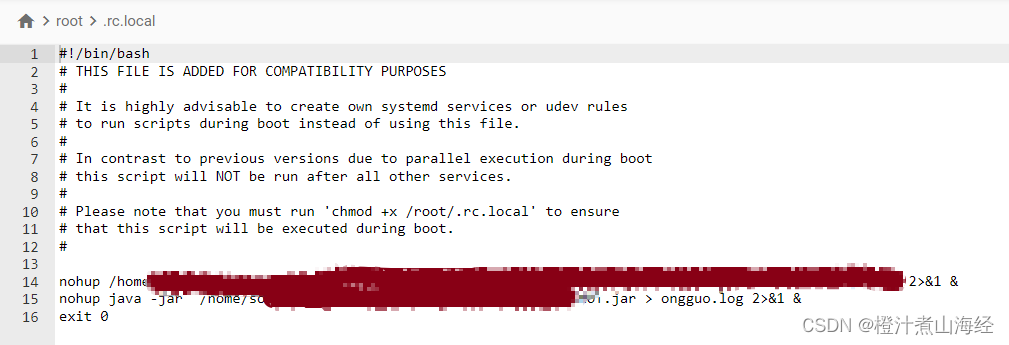 root > .rc.local
1 #!/bin/bash
2 # THIS FILE IS ADDED FOR COMPATIBILITY PURPOSES
3 #
4 # It is highly advisable to create own systemd services or udev rules
5 # to run scripts during boot instead of using this file.
6 #
7 # In contrast to previous versions due to parallel execution during boot
8 # this script will NOT be run after all other services.
9 #
10 # Please note that you must run 'chmod +x /root/.rc.local' to ensure
11 # that this script will be executed during boot.
12 #
13
14 nohup /home 2>&1 &
15 nohup java -jar /home/ .jar > ongguo.log 2>&1 &
16 exit 0
CSDN @橙汁煮山海经